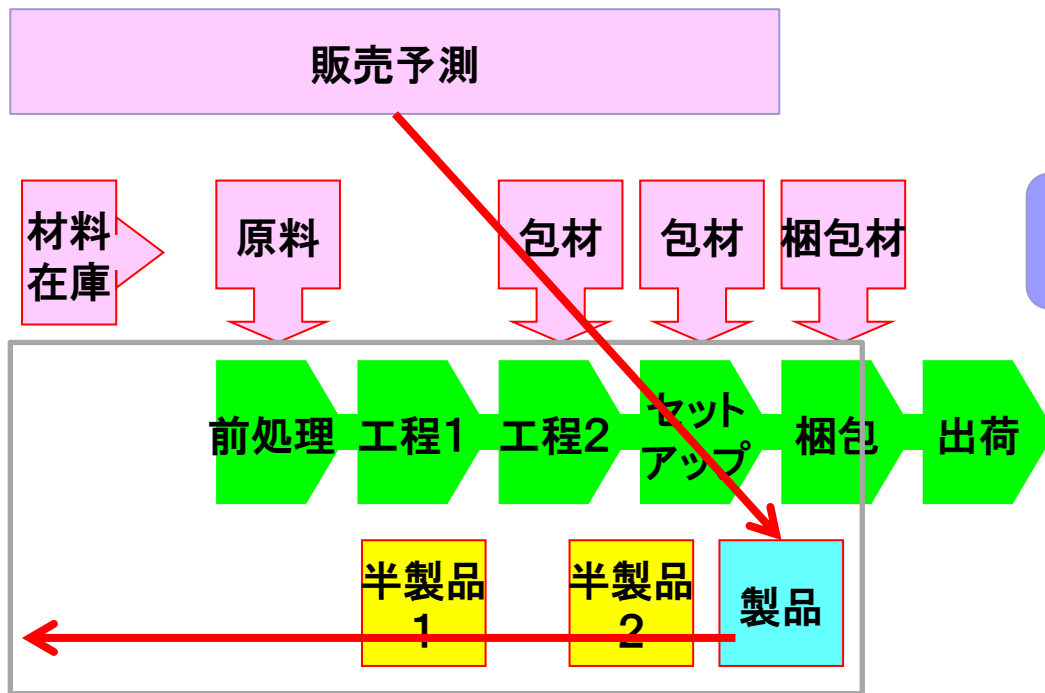 販売予測
材料
在庫
原料
包材
包材
梱包材
前処理
工程1
工程2
セット
アップ
梱包
出荷
半製品
1
半製品
2
製品